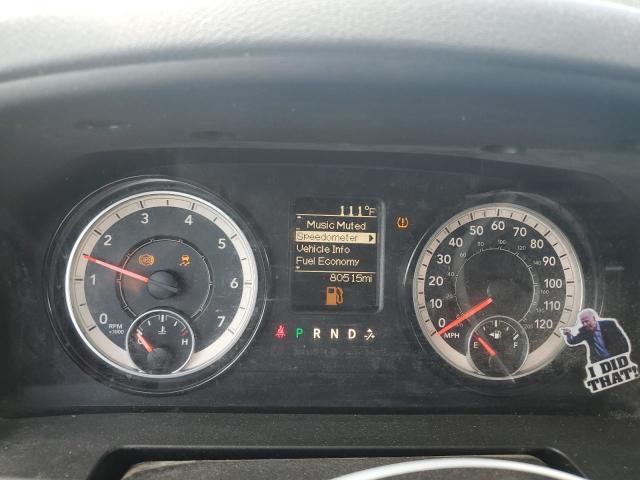 111°F
Music Muted
Speedometer
Vehicle Info
Fuel Economy
80515mi
0 1 2 3 4 5 6 7
RPM
x1000
C H
P R N D
0 10 20 30 40 50 60 70 80 90 100 110 120
MPH
E F
I DID
THAT!